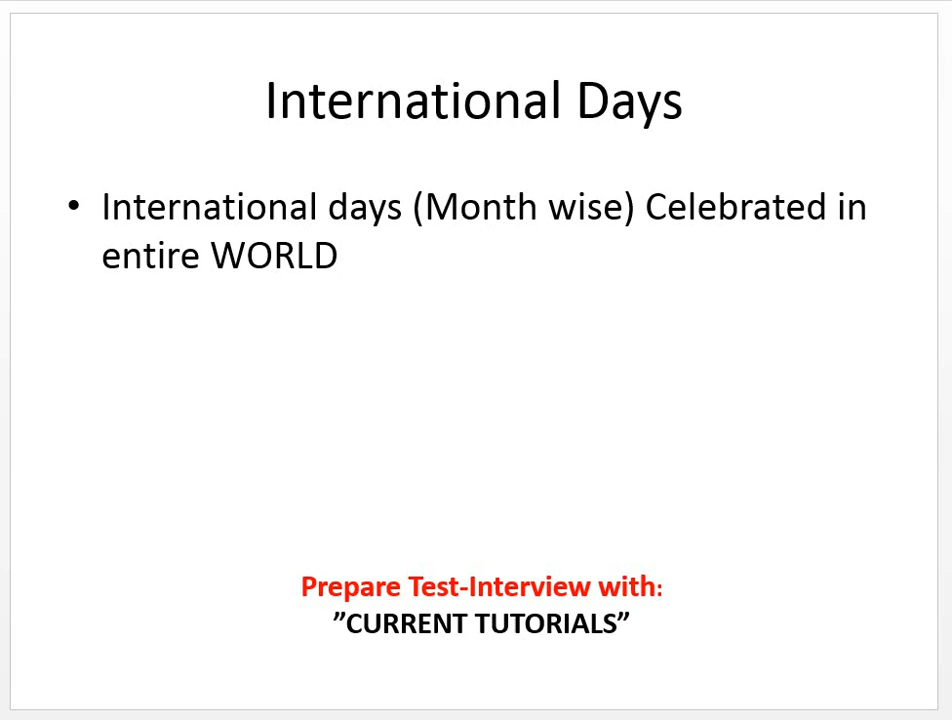 International Days
• International days (Month wise) Celebrated in
entire WORLD
Prepare Test-Interview with:
”CURRENT TUTORIALS”